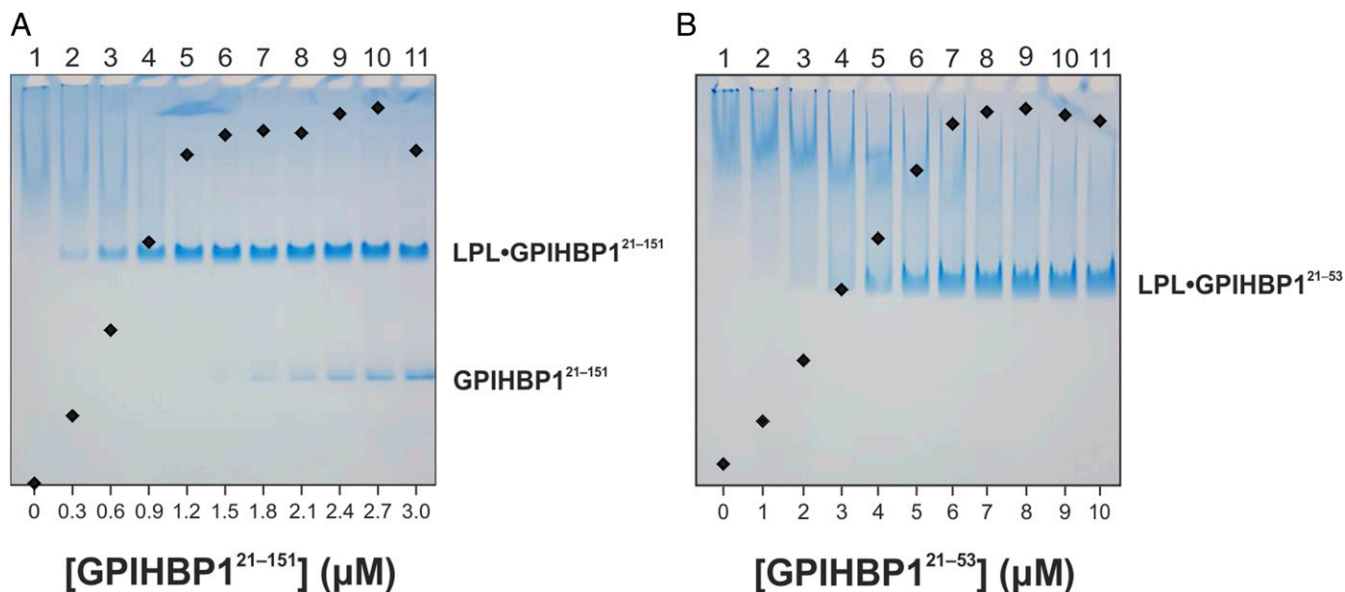 A
1 2 3 4 5 6 7 8 9 10 11
LPL•GPIHBP1²¹⁻¹⁵¹
GPIHBP1²¹⁻¹⁵¹
0 0.3 0.6 0.9 1.2 1.5 1.8 2.1 2.4 2.7 3.0
[GPIHBP1²¹⁻¹⁵¹] (µM)
B
1 2 3 4 5 6 7 8 9 10 11
LPL•GPIHBP1²¹⁻⁵³
0 1 2 3 4 5 6 7 8 9 10
[GPIHBP1²¹⁻⁵³] (µM)